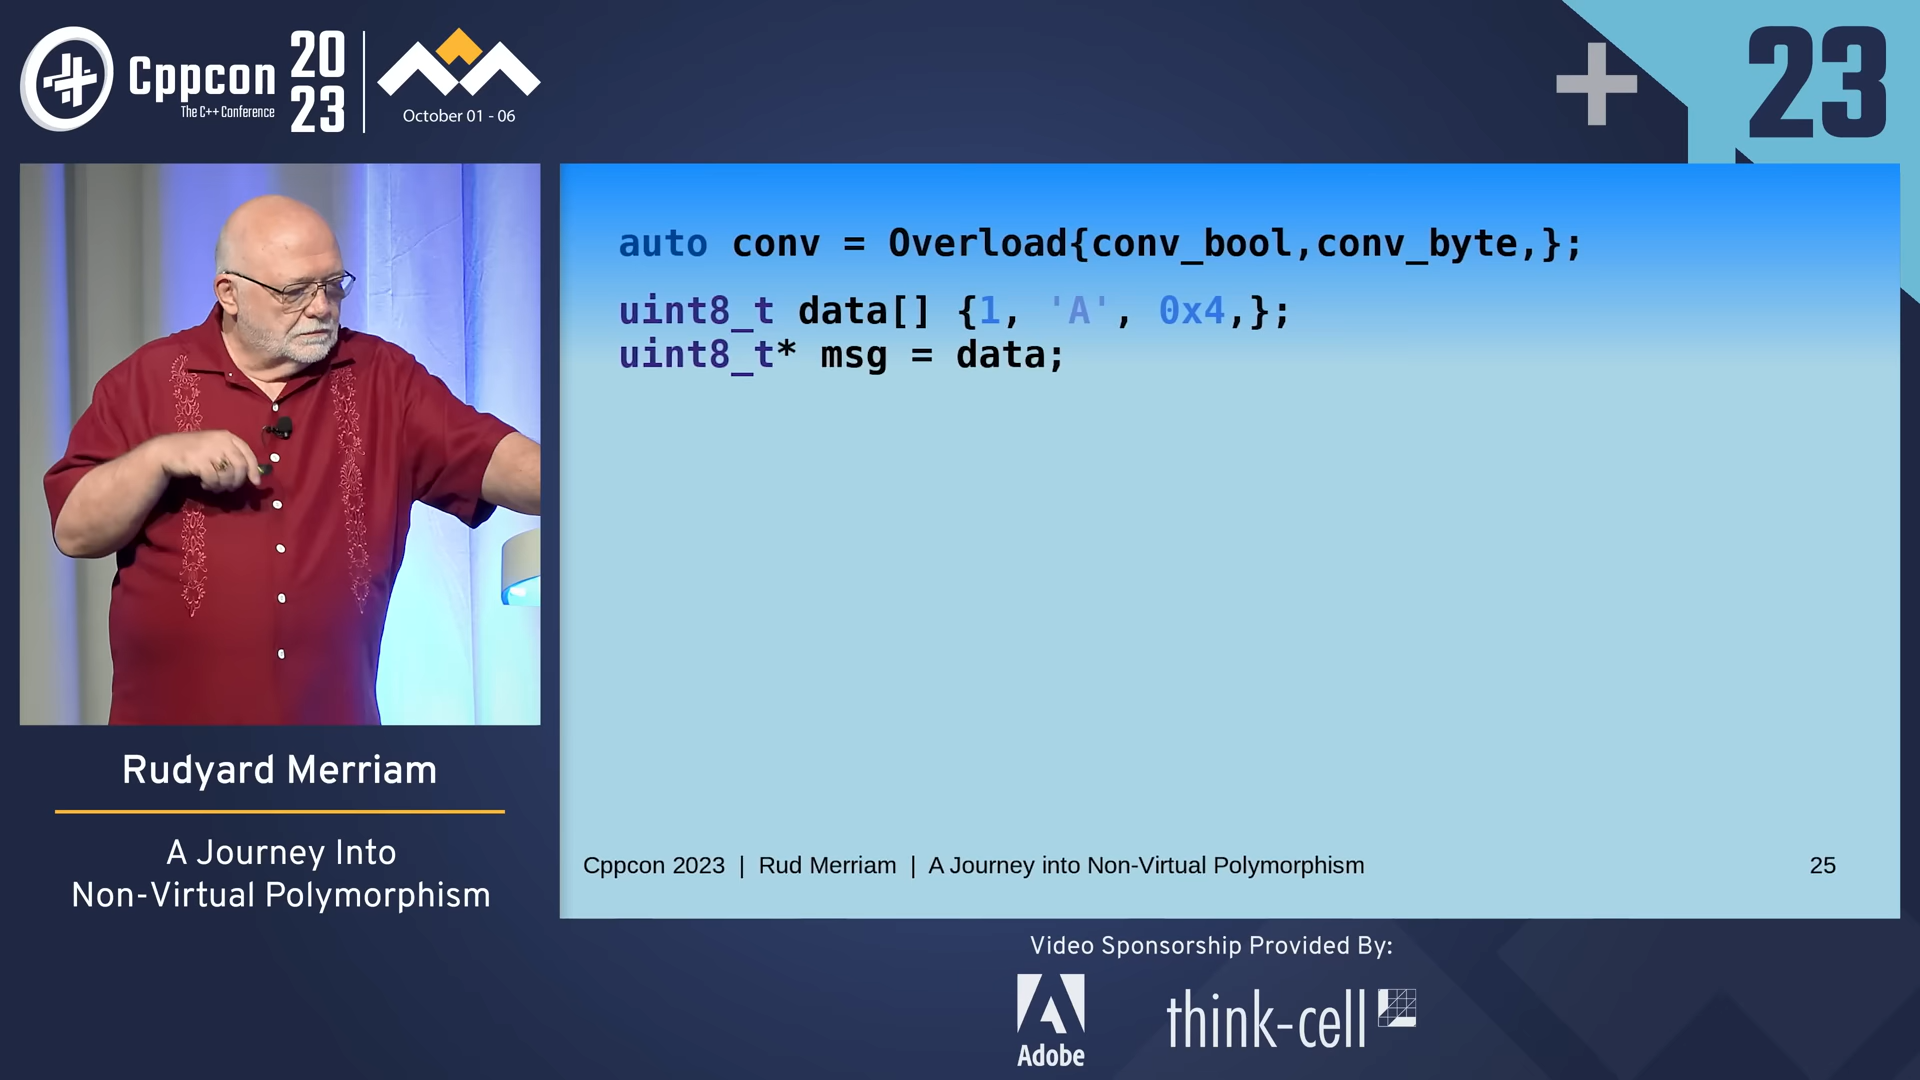 Cppcon
The C++ Conference
20
23
October 01 - 06
23
auto conv = Overload{conv_bool,conv_byte,};
uint8_t data[] {1, 'A', 0x4,};
uint8_t* msg = data;
Cppcon 2023 | Rud Merriam | A Journey into Non-Virtual Polymorphism
25
Rudyard Merriam
A Journey Into
Non-Virtual Polymorphism
Video Sponsorship Provided By:
Adobe
think-cell